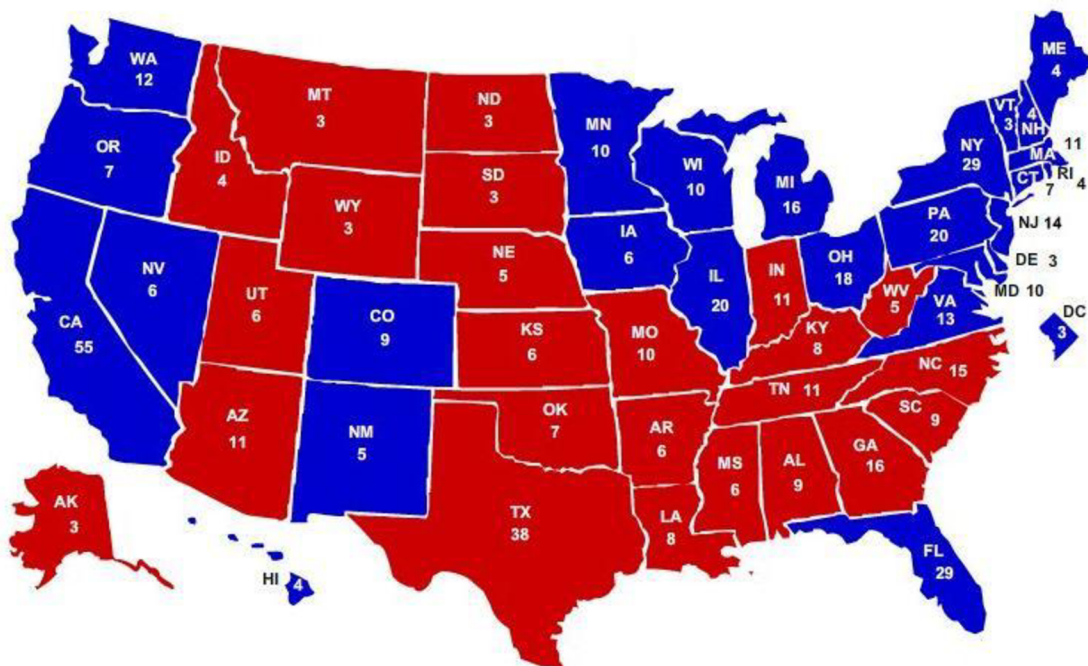 WA
12
OR
7
CA
55
NV
6
ID
4
MT
3
WY
3
UT
6
AZ
11
CO
9
NM
5
ND
3
SD
3
NE
5
KS
6
OK
7
TX
38
MN
10
IA
6
MO
10
AR
6
LA
8
WI
10
IL
20
MI
16
IN
11
OH
18
KY
8
TN 11
MS
6
AL
9
GA
16
FL
29
SC
9
NC 15
VA
13
WV
5
PA
20
NY
29
VT
3
4
NH
ME
4
11
MA
RI
4
CT
7
NJ 14
DE 3
MD 10
DC
3
AK
3
HI
4